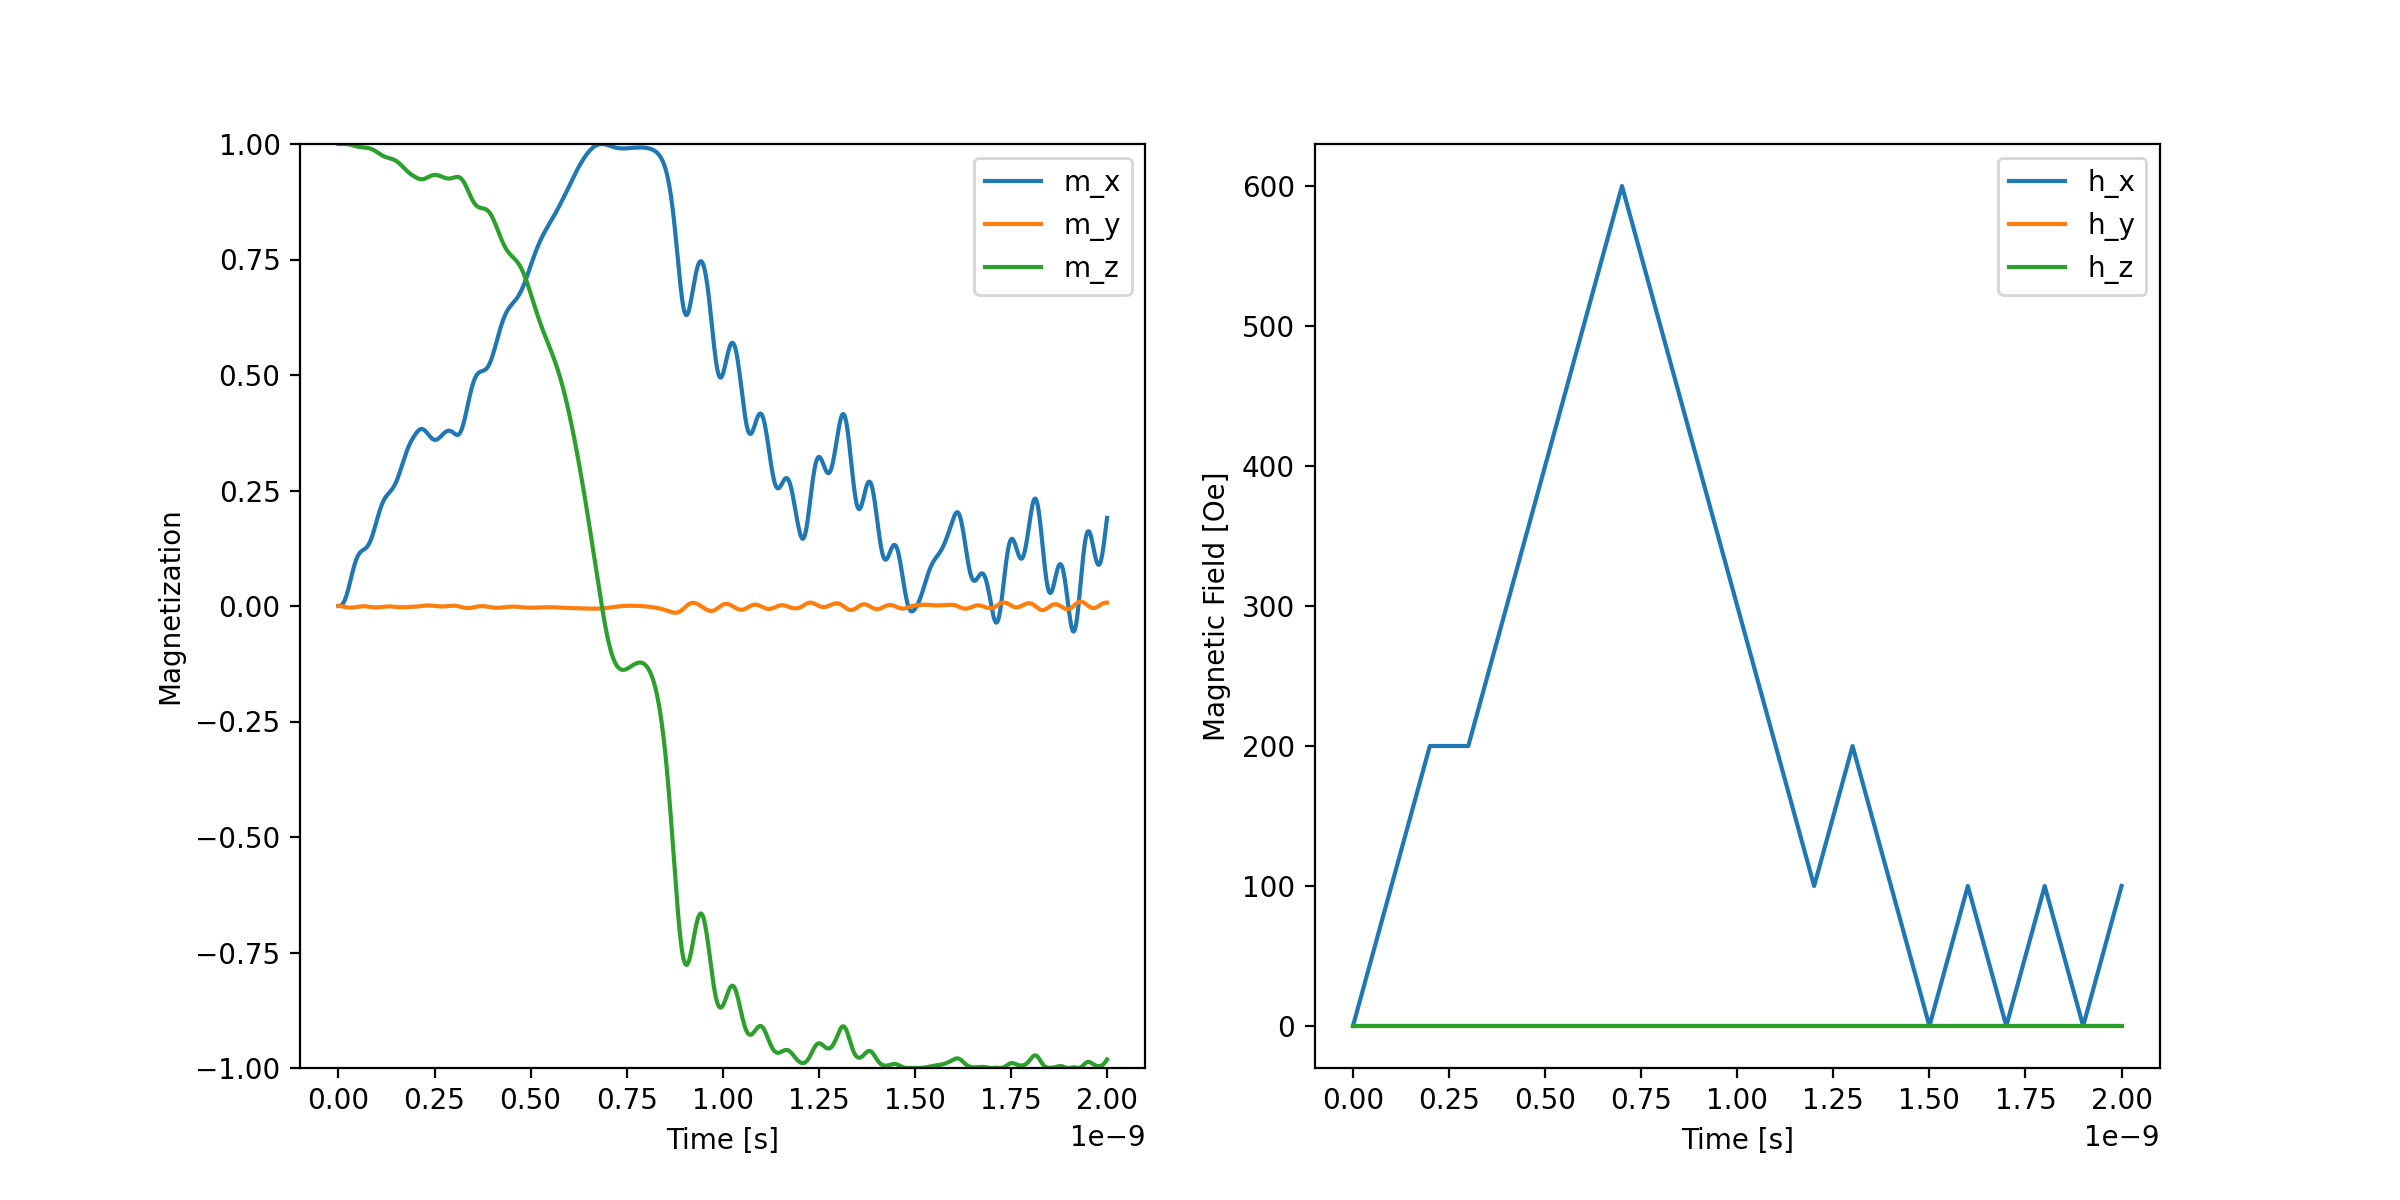 1.00
0.75
0.50
0.25
0.00
−0.25
−0.50
−0.75
−1.00
Magnetization
m_x
m_y
m_z
0.00 0.25 0.50 0.75 1.00 1.25 1.50 1.75 2.00
Time [s]
1e−9
600
500
400
300
200
100
0
Magnetic Field [Oe]
h_x
h_y
h_z
0.00 0.25 0.50 0.75 1.00 1.25 1.50 1.75 2.00
Time [s]
1e−9